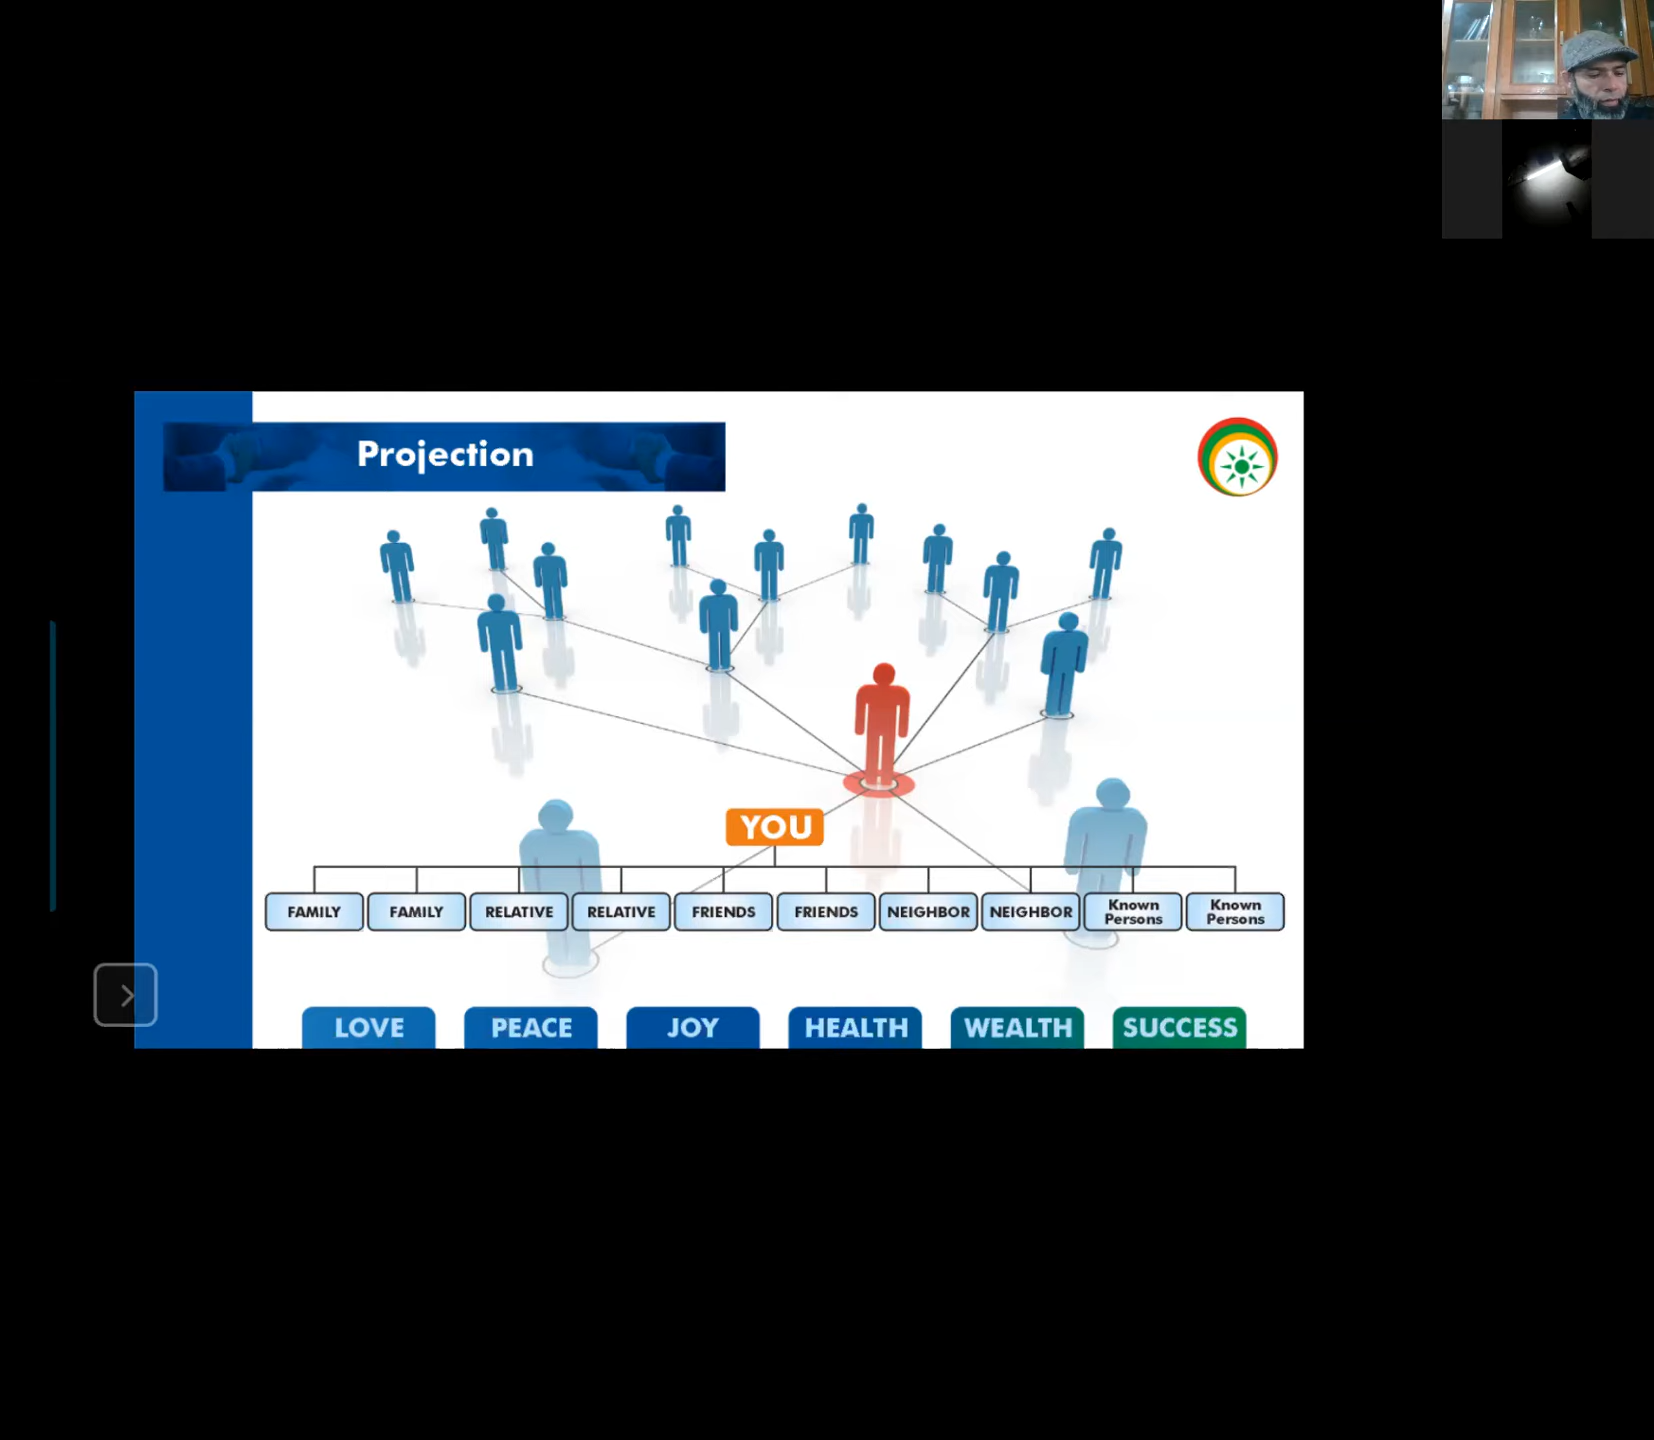 Projection
YOU
FAMILY
FAMILY
RELATIVE
RELATIVE
FRIENDS
FRIENDS
NEIGHBOR
NEIGHBOR
Known
Persons
Known
Persons
LOVE
PEACE
JOY
HEALTH
WEALTH
SUCCESS